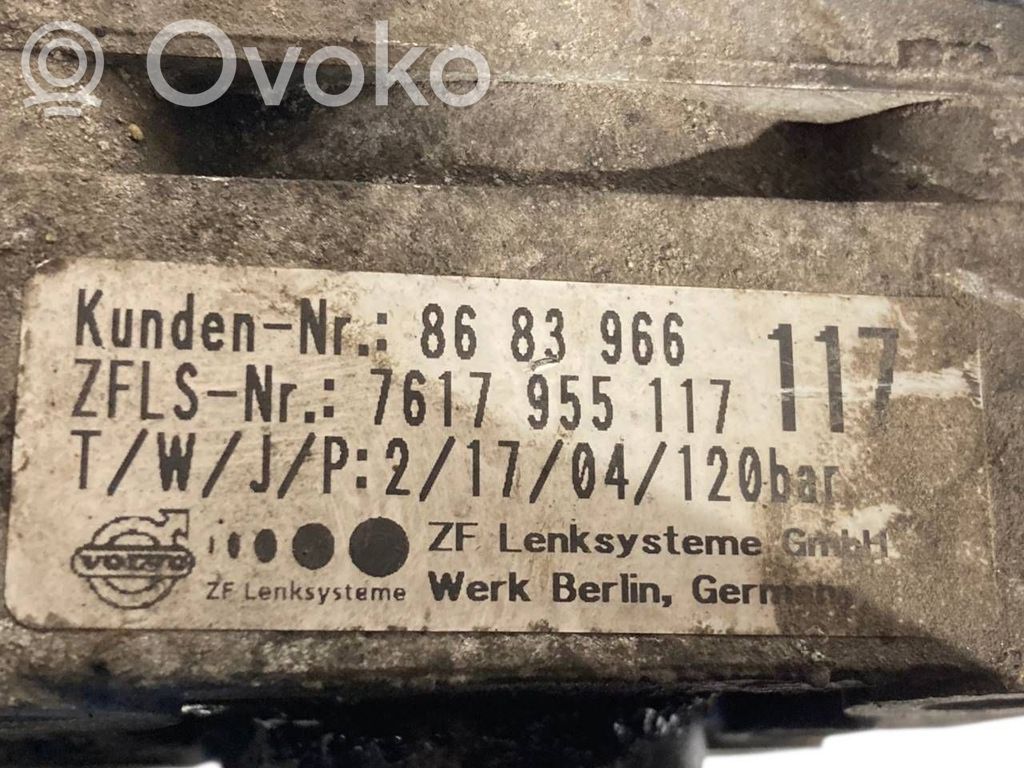 Ovoko
Kunden-Nr.: 86 83 966 117
ZFLS-Nr.: 7617 955 117
T/W/J/P:2/17/04/120bar
VOLVO ZF Lenksysteme GmbH
ZF Lenksysteme Werk Berlin, Germany